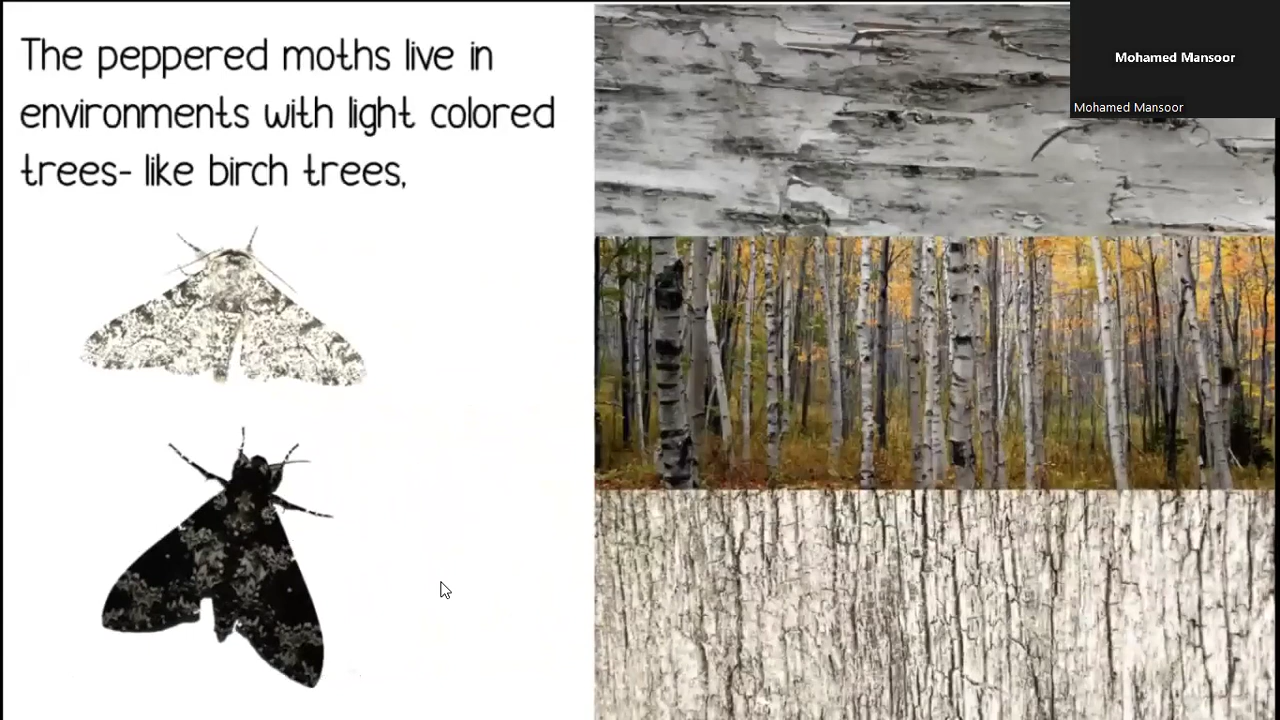 The peppered moths live in
environments with light colored
trees- like birch trees,
Mohamed Mansoor
Mohamed Mansoor